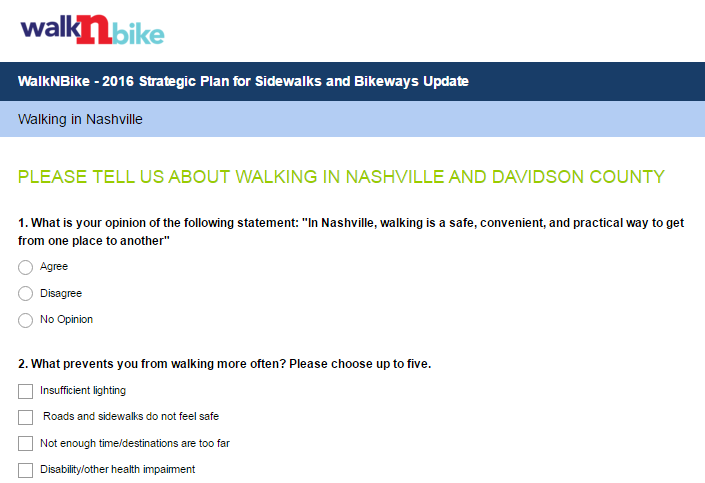 walknbike
WalkNBike - 2016 Strategic Plan for Sidewalks and Bikeways Update
Walking in Nashville
PLEASE TELL US ABOUT WALKING IN NASHVILLE AND DAVIDSON COUNTY
1. What is your opinion of the following statement: "In Nashville, walking is a safe, convenient, and practical way to get
from one place to another"
Agree
Disagree
No Opinion
2. What prevents you from walking more often? Please choose up to five.
Insufficient lighting
Roads and sidewalks do not feel safe
Not enough time/destinations are too far
Disability/other health impairment